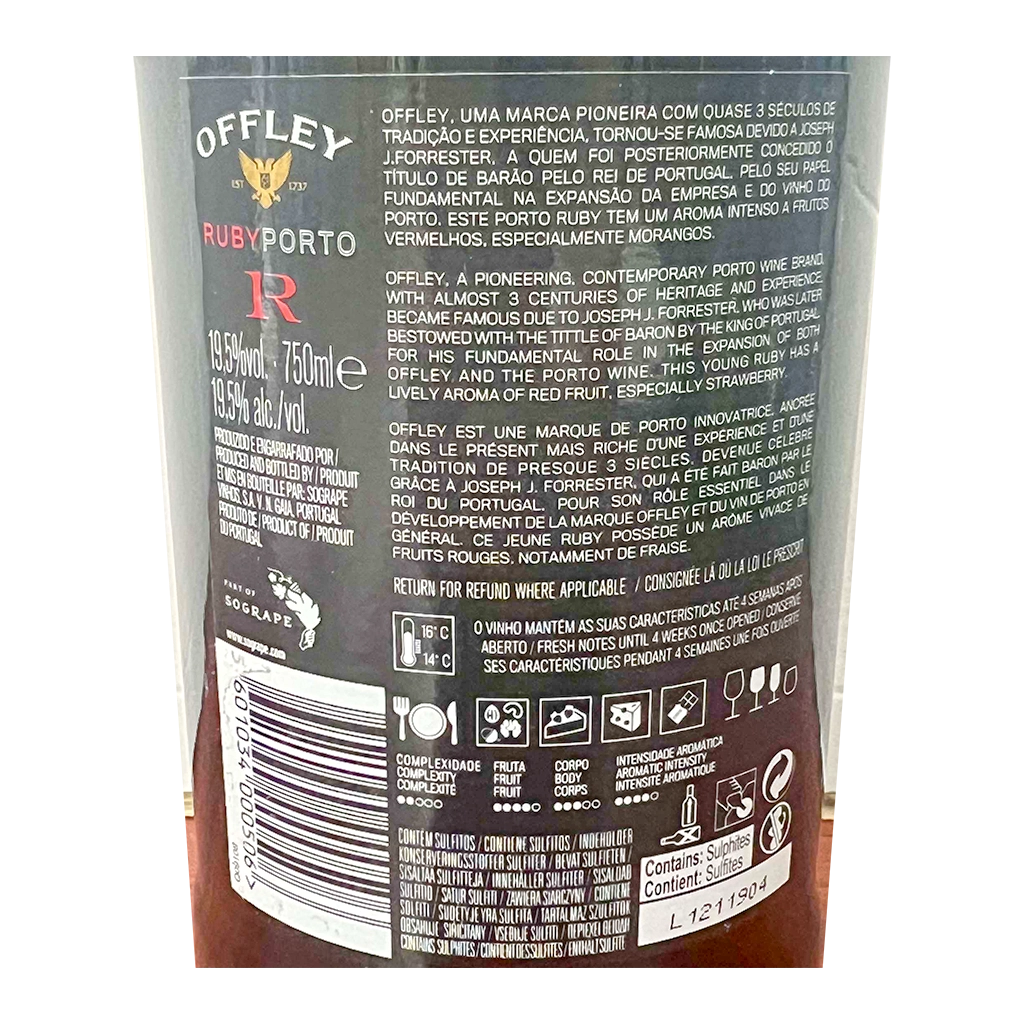 OFFLEY
EST 1737
RUBYPORTO
R
19,5%vol. · 750ml e
19,5% alc./vol.
PRODUZIDO E ENGARRAFADO POR /
PRODUCED AND BOTTLED BY / PRODUIT
ET MIS EN BOUTEILLE PAR: SOGRAPE
VINHOS, S.A. V. N. GAIA, PORTUGAL
PRODUTO DE / PRODUCT OF / PRODUIT
DU PORTUGAL
PART OF
SOGRAPE
www.sogrape.com
OFFLEY, UMA MARCA PIONEIRA COM QUASE 3 SÉCULOS DE
TRADIÇÃO E EXPERIÊNCIA, TORNOU-SE FAMOSA DEVIDO A JOSEPH
J.FORRESTER, A QUEM FOI POSTERIORMENTE CONCEDIDO O
TÍTULO DE BARÃO PELO REI DE PORTUGAL, PELO SEU PAPEL
FUNDAMENTAL NA EXPANSÃO DA EMPRESA E DO VINHO DO
PORTO. ESTE PORTO RUBY TEM UM AROMA INTENSO A FRUTOS
VERMELHOS, ESPECIALMENTE MORANGOS.
OFFLEY, A PIONEERING, CONTEMPORARY PORTO WINE BRAND,
WITH ALMOST 3 CENTURIES OF HERITAGE AND EXPERIENCE,
BECAME FAMOUS DUE TO JOSEPH J. FORRESTER, WHO WAS LATER
BESTOWED WITH THE TITTLE OF BARON BY THE KING OF PORTUGAL
FOR HIS FUNDAMENTAL ROLE IN THE EXPANSION OF BOTH
OFFLEY AND THE PORTO WINE. THIS YOUNG RUBY HAS A
LIVELY AROMA OF RED FRUIT, ESPECIALLY STRAWBERRY.
OFFLEY EST UNE MARQUE DE PORTO INNOVATRICE, ANCRÉE
DANS LE PRÉSENT MAIS RICHE D'UNE EXPÉRIENCE ET D'UNE
TRADITION DE PRESQUE 3 SIECLES, DEVENUE CÉLÈBRE
GRÂCE À JOSEPH J. FORRESTER, QUI A ÉTÉ FAIT BARON PAR LE
ROI DU PORTUGAL, POUR SON RÔLE ESSENTIEL DANS LE
DÉVELOPPEMENT DE LA MARQUE OFFLEY ET DU VIN DE PORTO EN
GÉNÉRAL. CE JEUNE RUBY POSSÈDE UN ARÔME VIVACE DE
FRUITS ROUGES, NOTAMMENT DE FRAISE.
RETURN FOR REFUND WHERE APPLICABLE / CONSIGNÉE LÁ OÙ LA LOI LE PRESCRIT
16° C
14° C
O VINHO MANTÉM AS SUAS CARACTERISTICAS ATÉ 4 SEMANAS APOS
ABERTO / FRESH NOTES UNTIL 4 WEEKS ONCE OPENED / CONSERVE
SES CARACTÉRISTIQUES PENDANT 4 SEMAINES UNE FOIS OUVERTE
COMPLEXIDADE
COMPLEXITY
COMPLEXITÉ
FRUTA
FRUIT
FRUIT
CORPO
BODY
CORPS
INTENSIDADE AROMÁTICA
AROMATIC INTENSITY
INTENSITE AROMATIQUE
CONTÉM SULFITOS / CONTIENE SULFITOS / INDEHOLDER
KONSERVERINGSSTOFFER SULFITER / BEVAT SULFIETEN /
SISÄLTÄÄ SULFIITTEJA / INNEHÅLLER SULFITER / SISALDAB
SULFITID / SATUR SULFITI / ZAWIERA SIARCZYNY / CONTIENE
SOLFITI / SUDETYJE YRA SULFITA / TARTALMAZ SZULFITOK
OBSAHUJE SIRICITANY / VSEBUJE SULFITI / ΠΕΡΙΕΧΕΙ ΘΕΙΩΔΗ
CONTAINS SULPHITES / CONTIENT DES SULFITES / ENTHÄLT SULFITE
Contains: Sulphites
Contient: Sulfites
L1211904
5 601034 000506 >